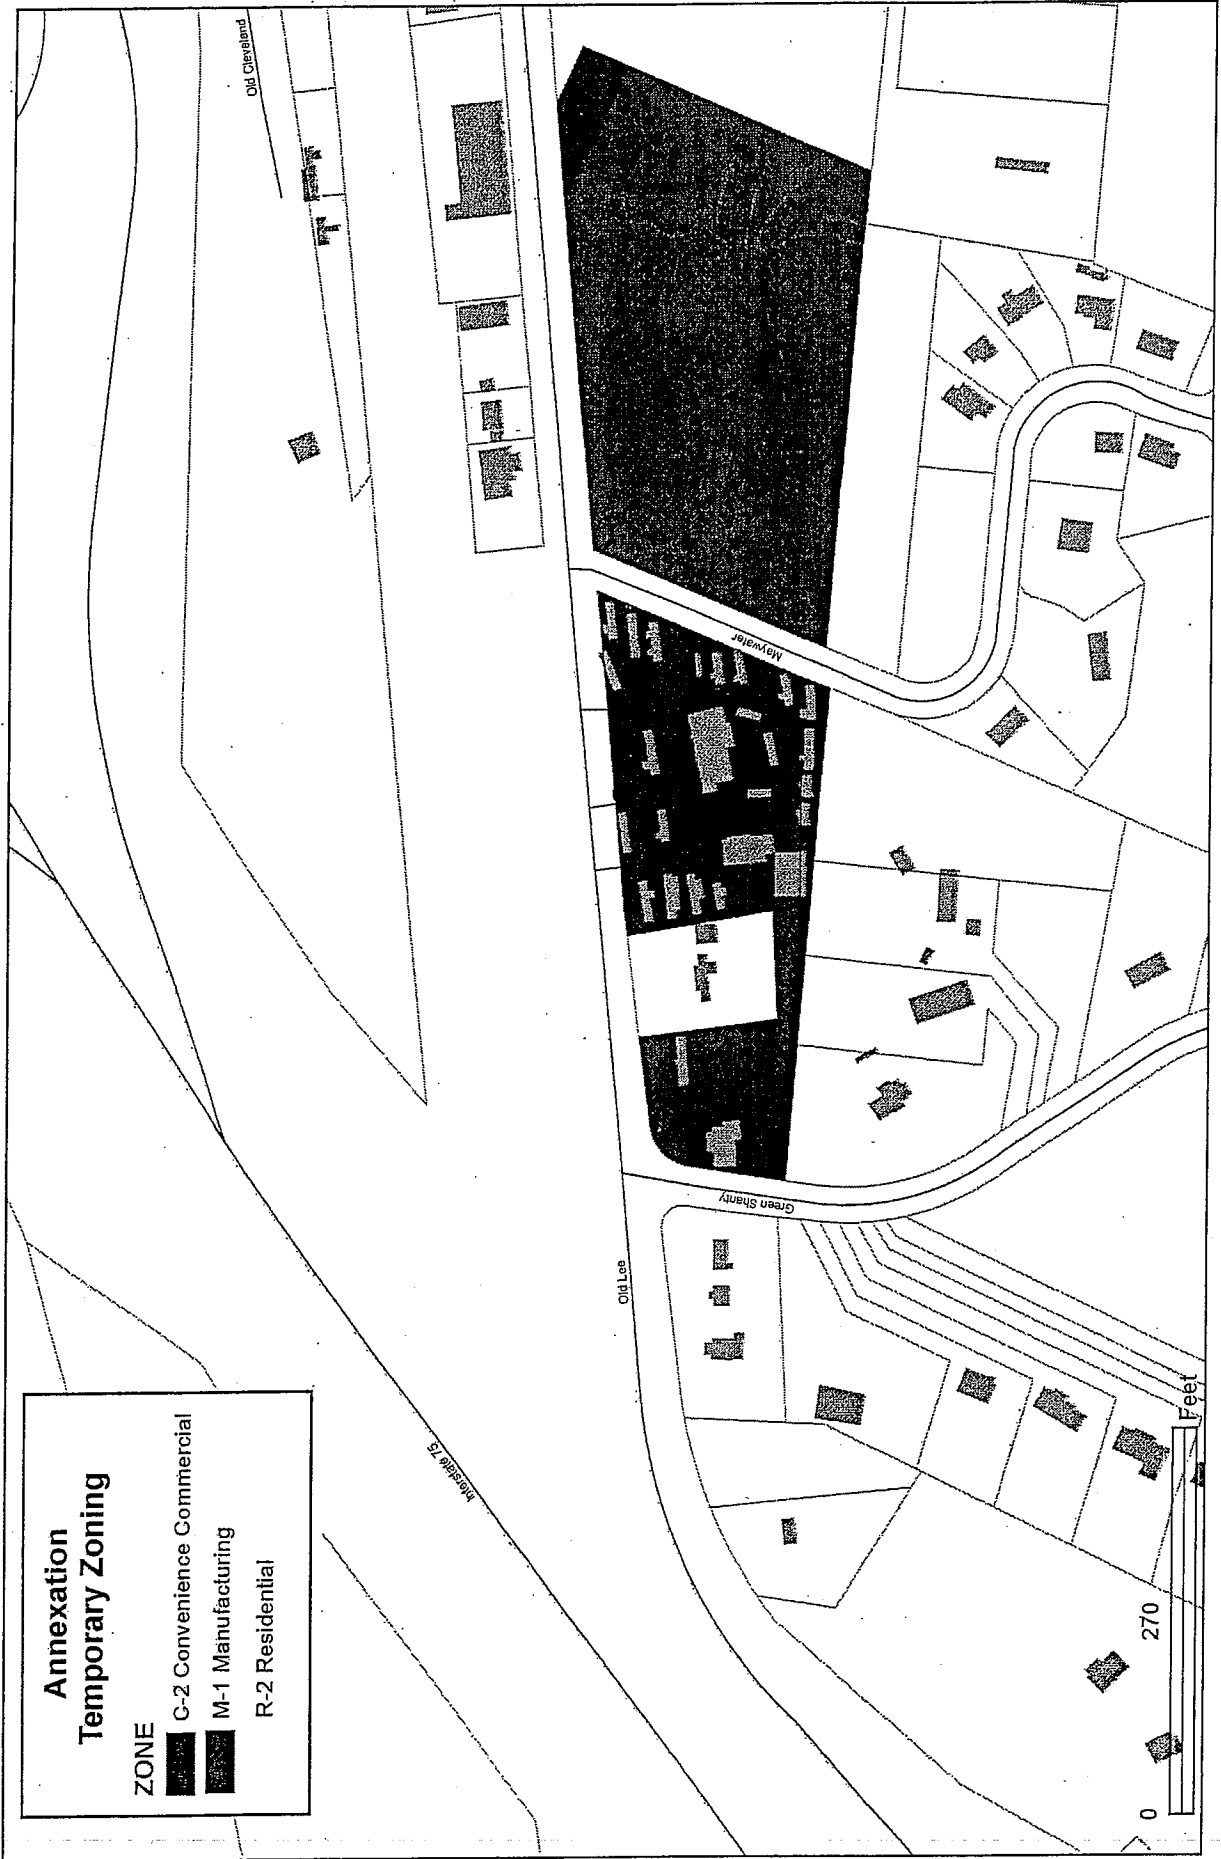 Annexation
Temporary Zoning
ZONE
C-2 Convenience Commercial
M-1 Manufacturing
R-2 Residential
Interstate 75
Old Cleveland
Old Lee
Green Shanty
Maywater
0 270 Feet